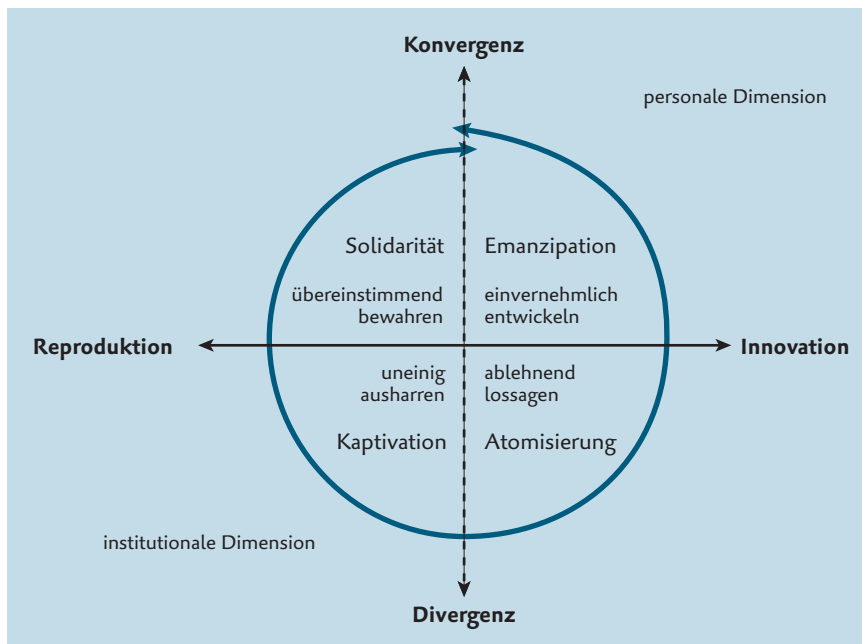 Konvergenz
personale Dimension
Solidarität
Emanzipation
übereinstimmend
bewahren
einvernehmlich
entwickeln
Reproduktion
Innovation
uneinig
ausharren
ablehnend
lossagen
Kaptivation
Atomisierung
institutionale Dimension
Divergenz